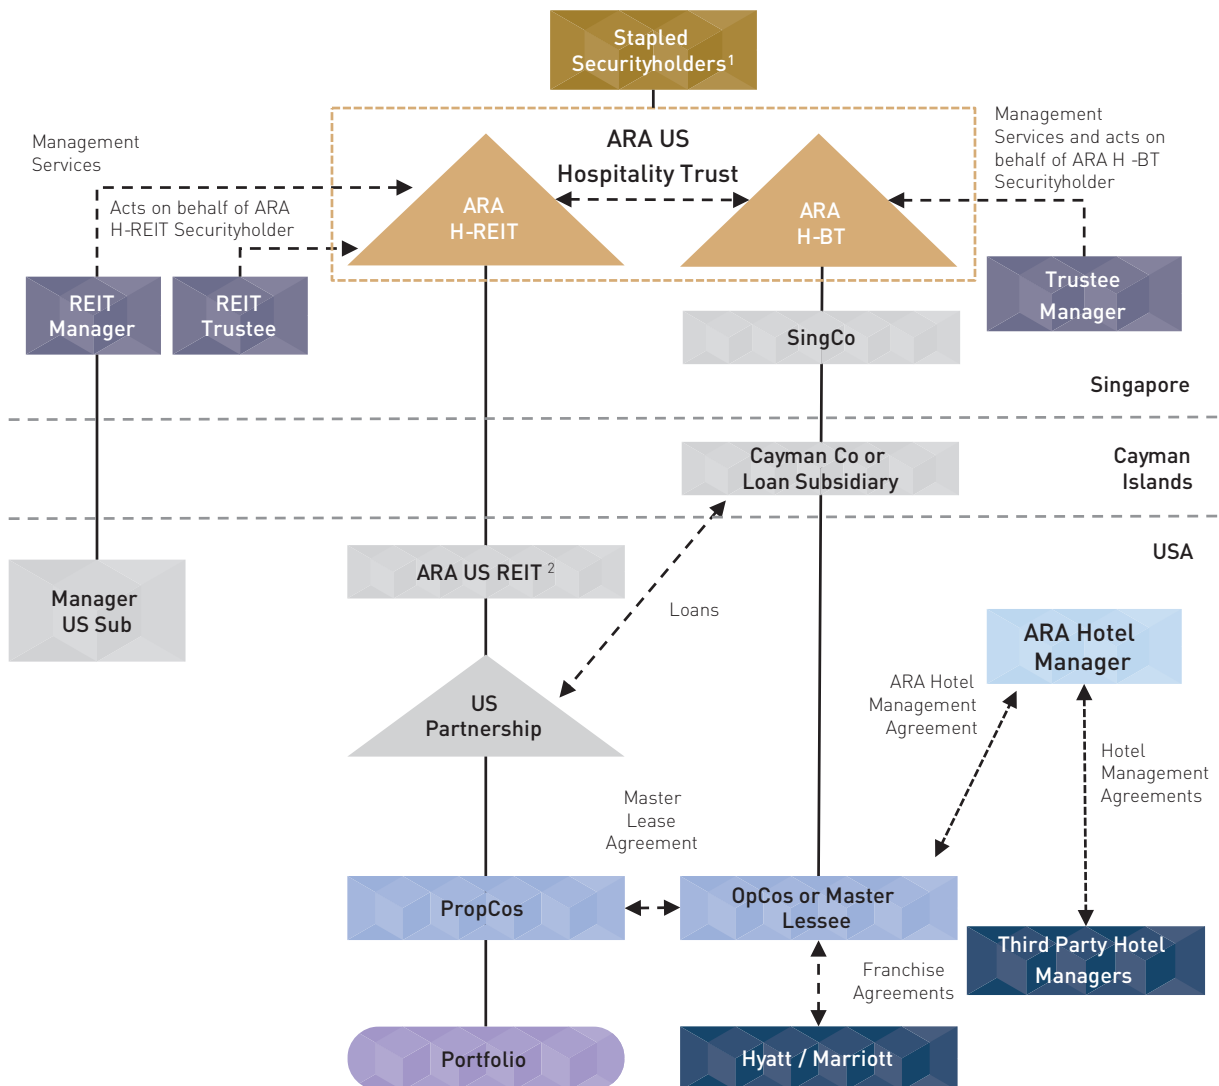 Stapled
Securityholders1
Management
Services
ARA US
Hospitality Trust
Management
Services and acts on
behalf of ARA H -BT
Securityholder
Acts on behalf of ARA
H-REIT Securityholder
ARA
H-REIT
ARA
H-BT
REIT
Manager
REIT
Trustee
Trustee
Manager
SingCo
Singapore
Cayman Co or
Loan Subsidiary
Cayman
Islands
USA
ARA US REIT 2
Manager
US Sub
Loans
ARA Hotel
Manager
US
Partnership
ARA Hotel
Management
Agreement
Hotel
Management
Agreements
Master
Lease
Agreement
PropCos
OpCos or Master
Lessee
Third Party Hotel
Managers
Franchise
Agreements
Portfolio
Hyatt / Marriott